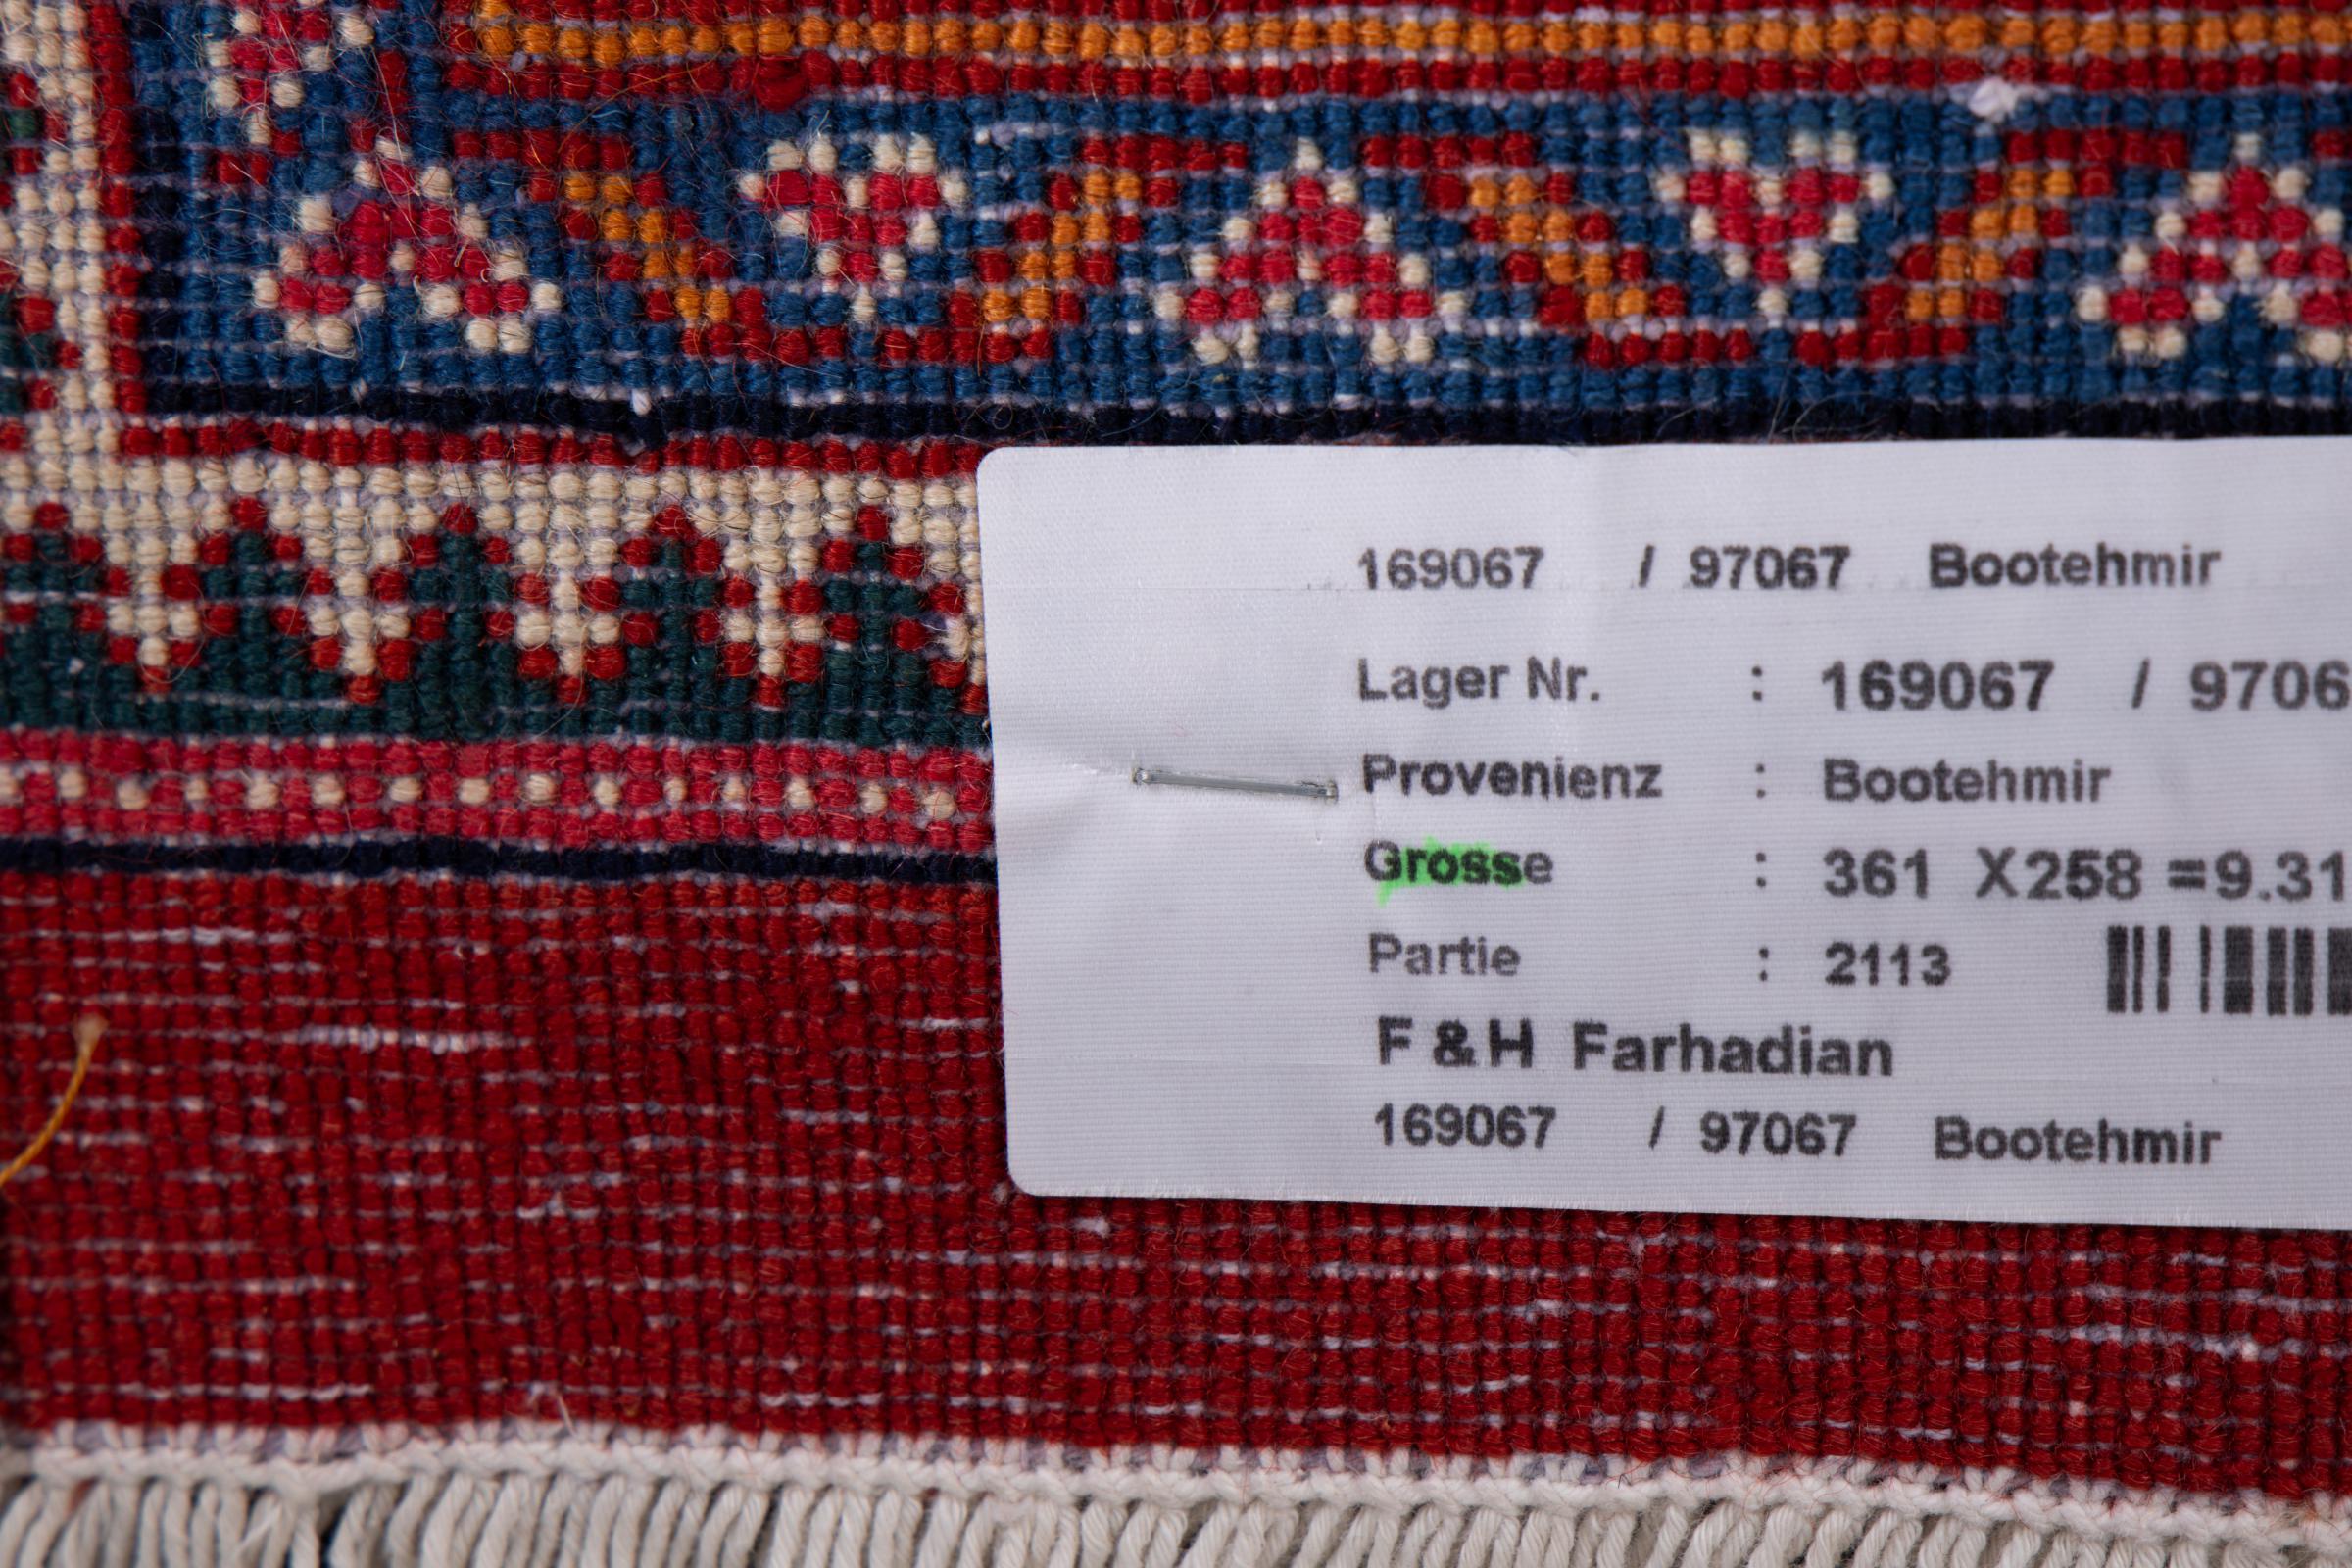 169067 / 97067 Bootehmir
Lager Nr. : 169067 / 9706
Provenienz : Bootehmir
Grosse : 361 X258 =9.31
Partie : 2113
F & H Farhadian
169067 / 97067 Bootehmir